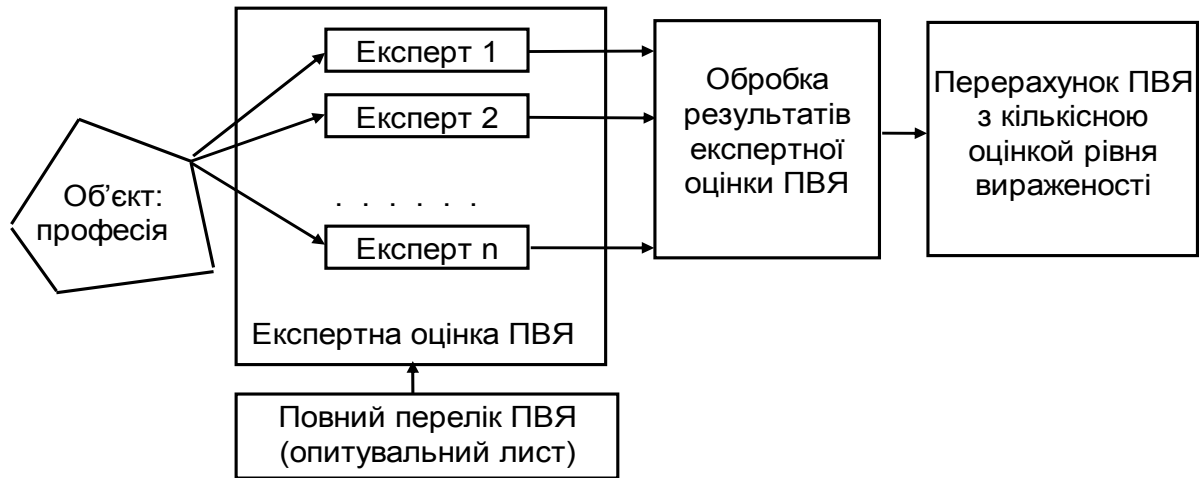 Об’єкт:
професія
Експерт 1
Експерт 2
. . . . . .
Експерт n
Експертна оцінка ПВЯ
Повний перелік ПВЯ
(опитувальний лист)
Обробка
результатів
експертної
оцінки ПВЯ
Перерахунок ПВЯ
з кількісною
оцінкой рівня
вираженості